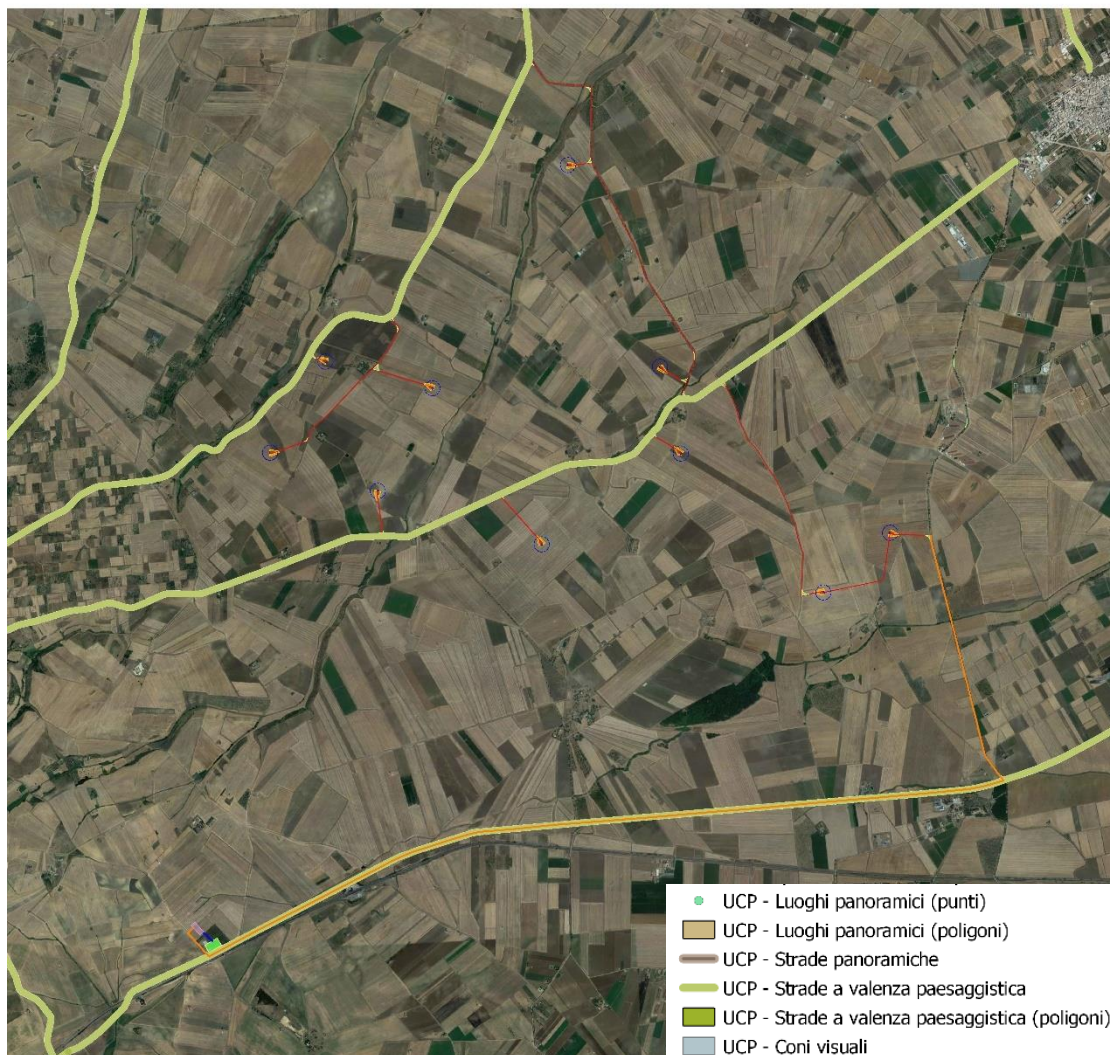 UCP - Luoghi panoramici (punti)
UCP - Luoghi panoramici (poligoni)
UCP - Strade panoramiche
UCP - Strade a valenza paesaggistica
UCP - Strade a valenza paesaggistica (poligoni)
UCP - Coni visuali